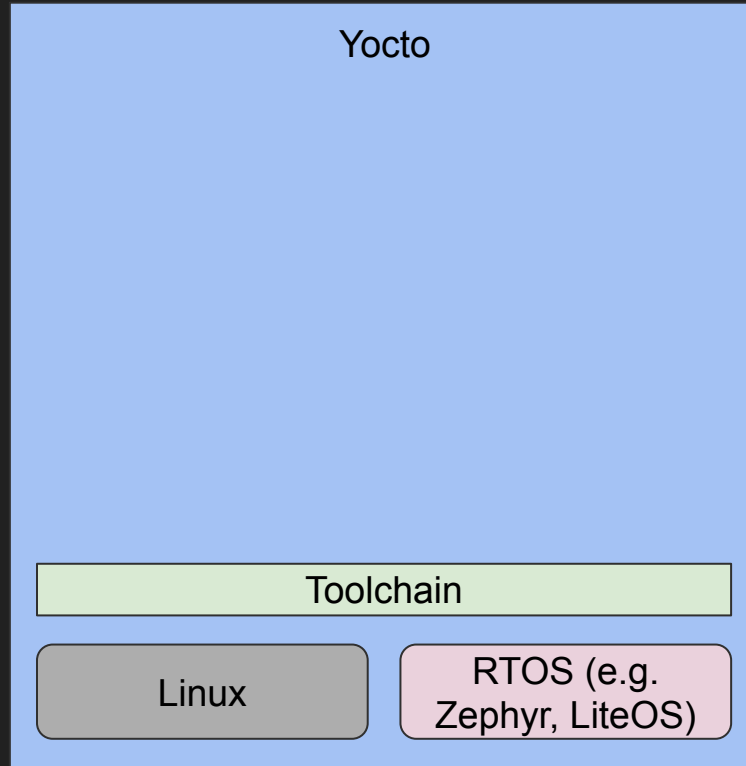 Yocto
Toolchain
Linux
RTOS (e.g.
Zephyr, LiteOS)